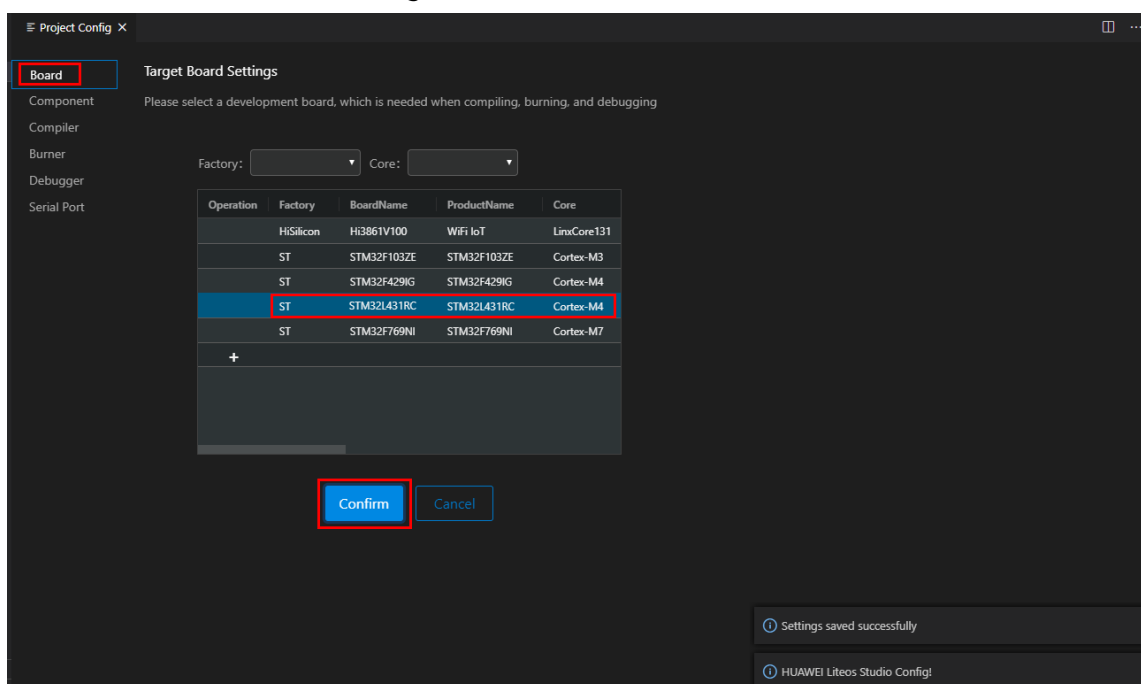 Project Config ×
Board
Component
Compiler
Burner
Debugger
Serial Port
Target Board Settings
Please select a development board, which is needed when compiling, burning, and debugging
Factory: Core:
Operation Factory BoardName ProductName Core
HiSilicon Hi3861V100 WiFi IoT LinxCore131
ST STM32F103ZE STM32F103ZE Cortex-M3
ST STM32F429IG STM32F429IG Cortex-M4
ST STM32L431RC STM32L431RC Cortex-M4
ST STM32F769NI STM32F769NI Cortex-M7
+
Confirm Cancel
Settings saved successfully
HUAWEI Liteos Studio Config!